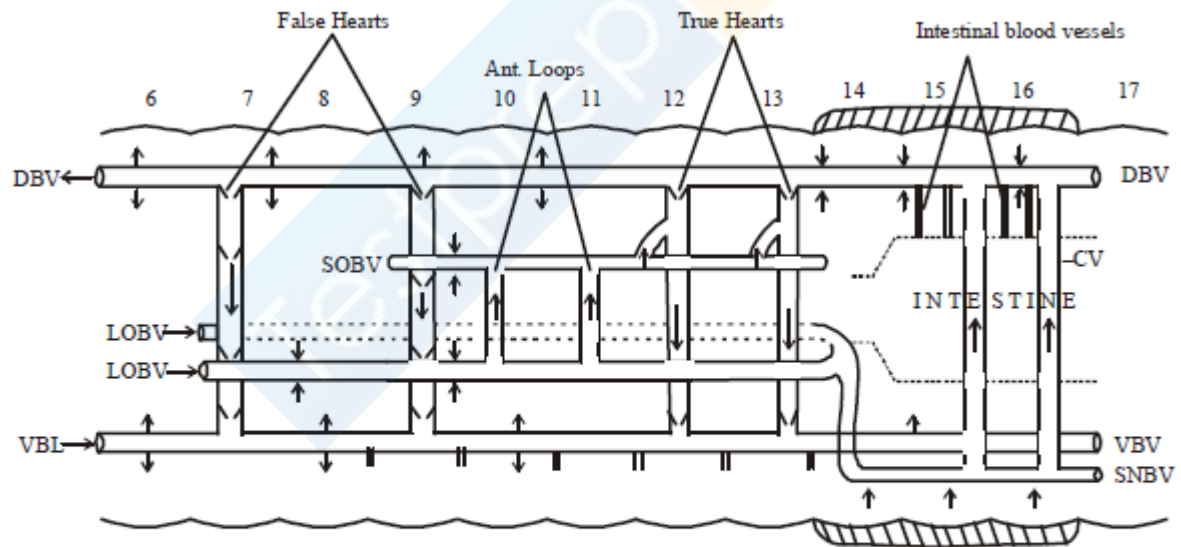 False Hearts
True Hearts
Intestinal blood vessels
Ant. Loops
6 7 8 9 10 11 12 13 14 15 16 17
DBV
DBV
SOBV
CV
INTESTINE
LOBV
LOBV
VBL
VBV
SNBV
Testprep